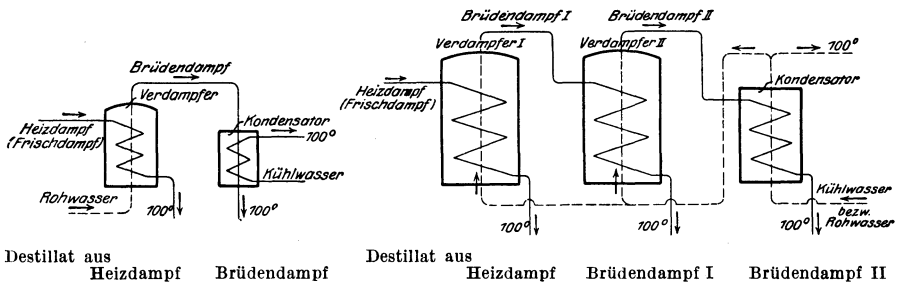 Brüdendampf
Verdampfer
Heizdampf
(Frischdampf)
Kondensator
100°
Kühlwasser
Rohwasser
100°
100°
Destillat aus
Heizdampf Brüdendampf
Brüdendampf I Brüdendampf II
Verdampfer I Verdampfer II
100°
Heizdampf
(Frischdampf)
Kondensator
Kühlwasser
bezw.
Rohwasser
100° 100° 100°
Destillat aus
Heizdampf Brüdendampf I Brüdendampf II